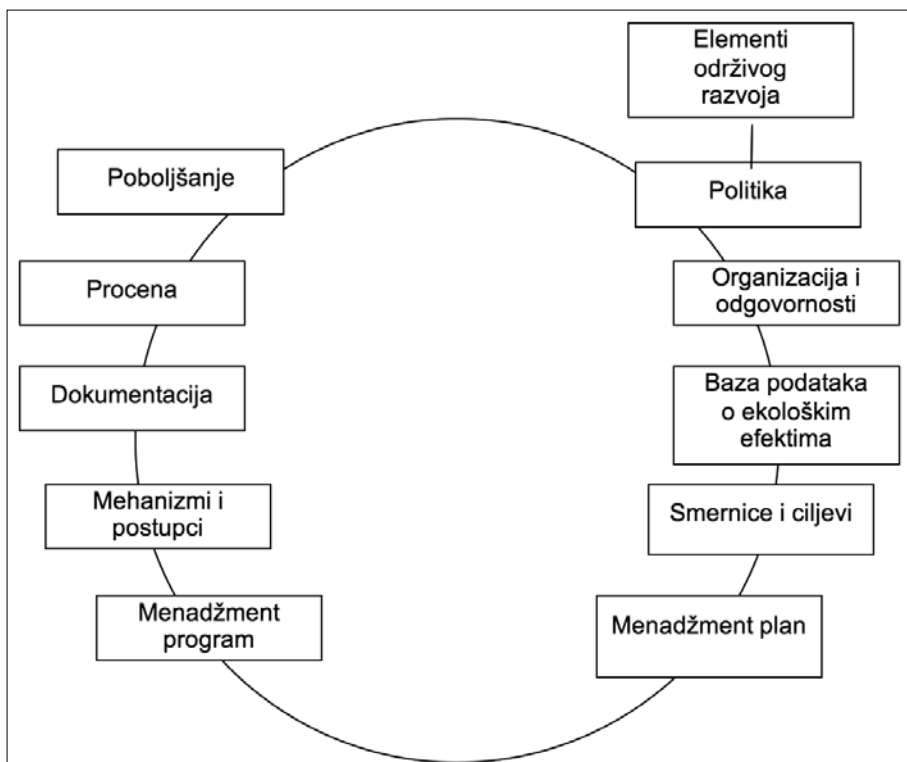 Elementi
održivog
razvoja
Politika
Organizacija i
odgovornosti
Baza podataka
o ekološkim
efektima
Smernice i ciljevi
Menadžment plan
Menadžment
program
Mehanizmi i
postupci
Dokumentacija
Procena
Poboljšanje